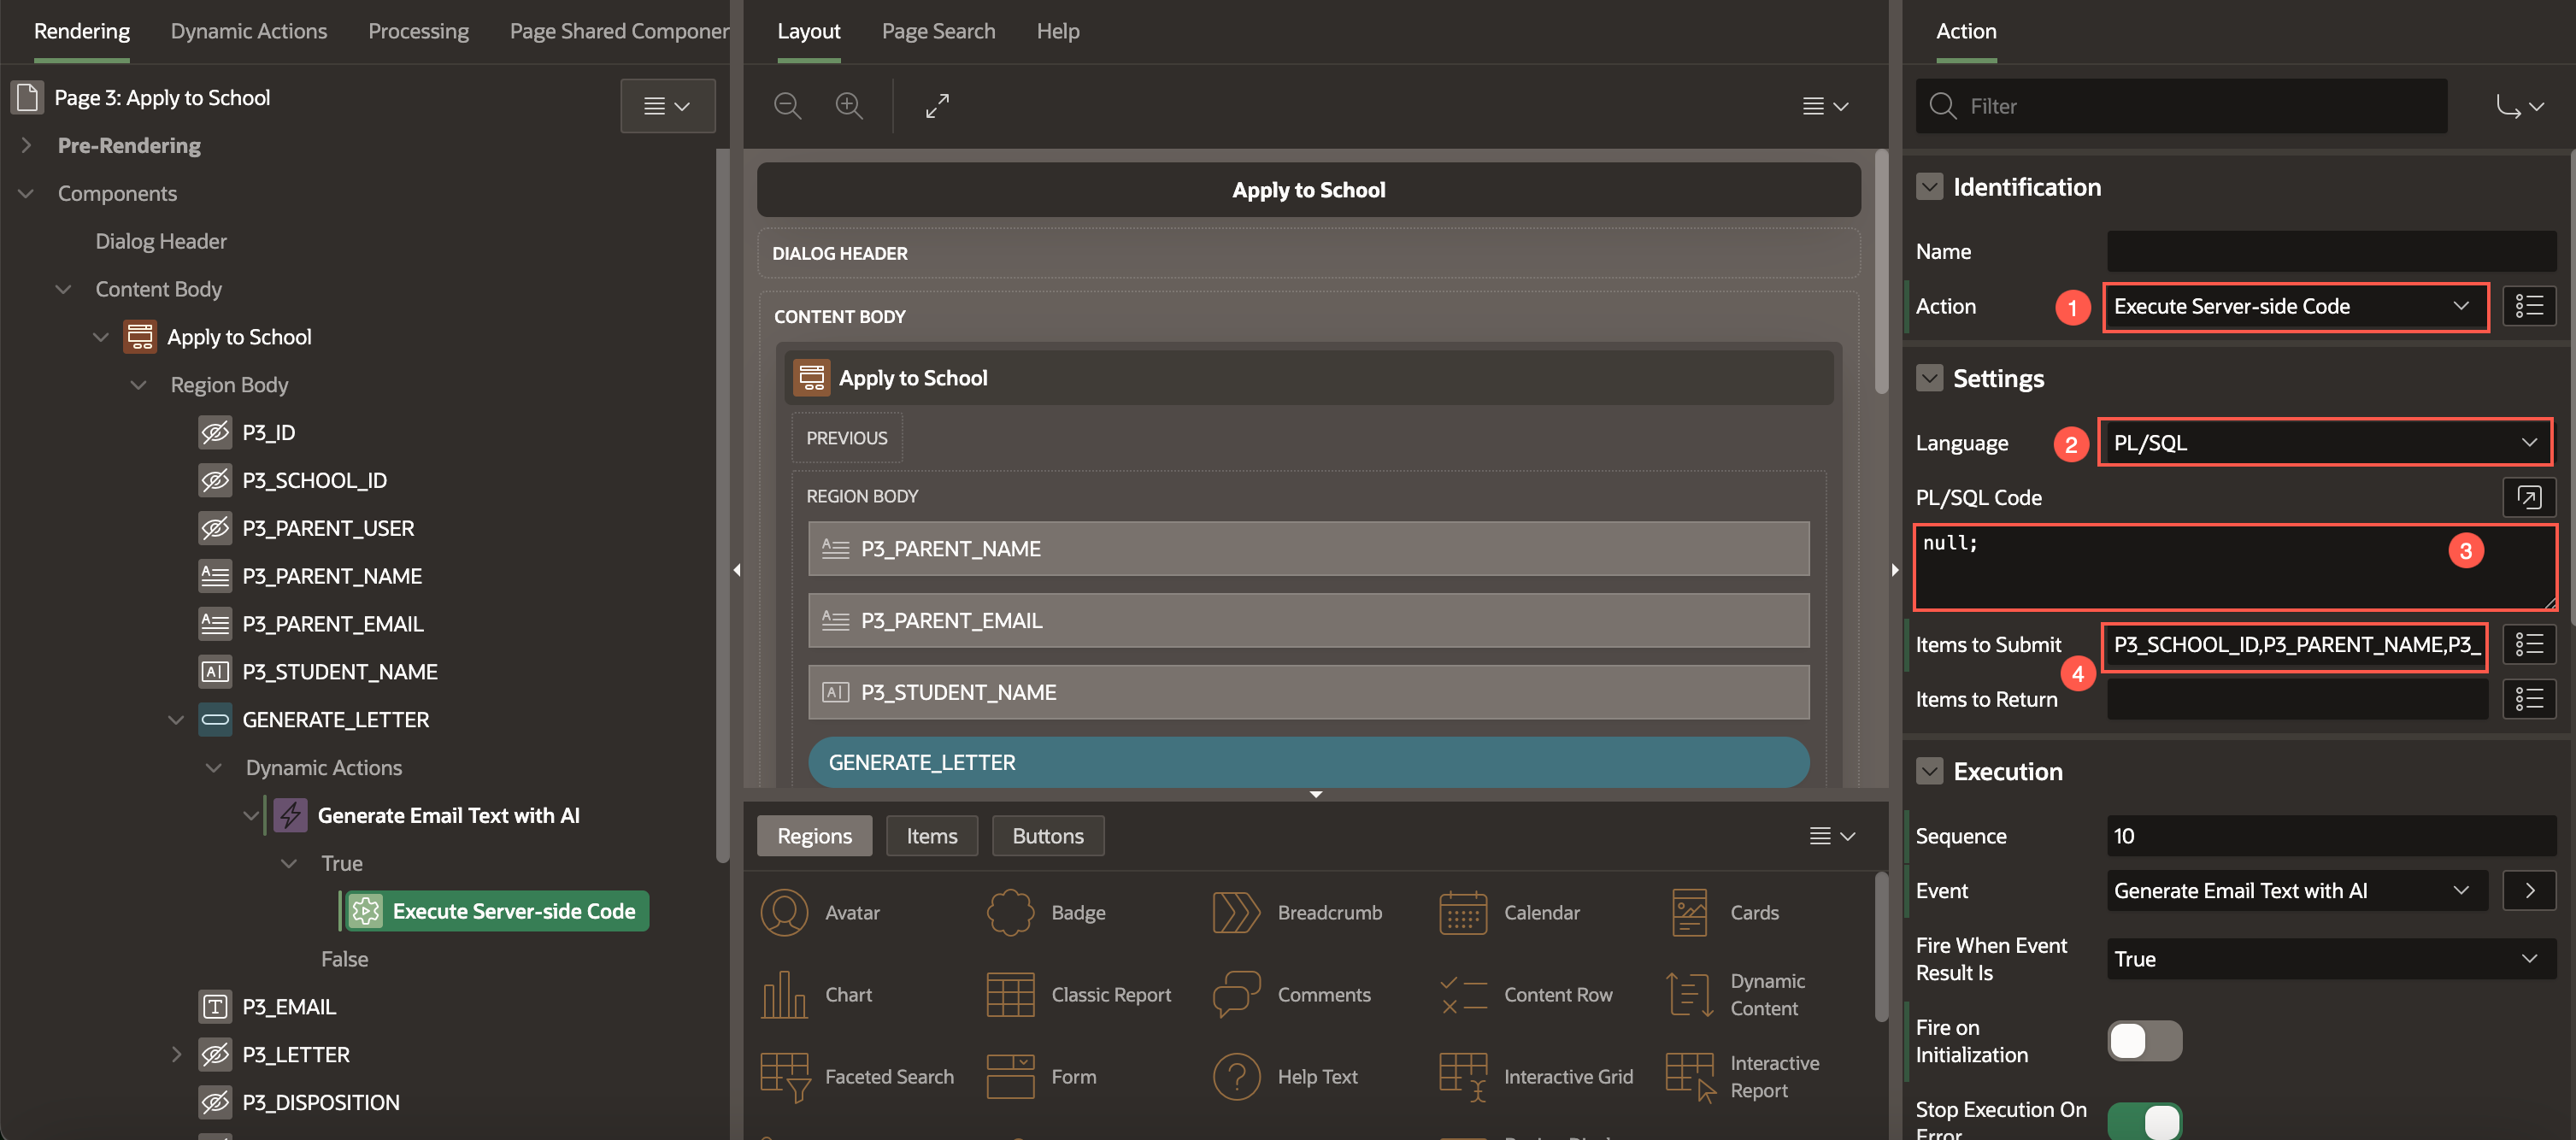 Rendering
Dynamic Actions
Processing
Page Shared Componer
Page 3: Apply to School
Pre-Rendering
Components
Dialog Header
Content Body
Apply to School
Region Body
P3_ID
P3_SCHOOL_ID
P3_PARENT_USER
P3_PARENT_NAME
P3_PARENT_EMAIL
P3_STUDENT_NAME
GENERATE_LETTER
Dynamic Actions
Generate Email Text with AI
True
Execute Server-side Code
False
P3_EMAIL
P3_LETTER
P3_DISPOSITION
Layout
Page Search
Help
Apply to School
DIALOG HEADER
CONTENT BODY
Apply to School
PREVIOUS
REGION BODY
P3_PARENT_NAME
P3_PARENT_EMAIL
P3_STUDENT_NAME
GENERATE_LETTER
Regions
Items
Buttons
Avatar
Badge
Breadcrumb
Calendar
Cards
Chart
Classic Report
Comments
Content Row
Dynamic
Content
Faceted Search
Form
Help Text
Interactive Grid
Interactive
Report
Action
Filter
Identification
Name
Action
1
Execute Server-side Code
Settings
Language
2
PL/SQL
PL/SQL Code
null;
3
Items to Submit
P3_SCHOOL_ID,P3_PARENT_NAME,P3_
4
Items to Return
Execution
Sequence
10
Event
Generate Email Text with AI
Fire When Event
Result Is
True
Fire on
Initialization
Stop Execution On
Error